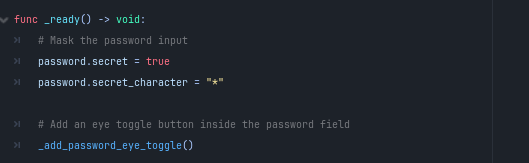 func _ready() -> void:
# Mask the password input
password.secret = true
password.secret_character = "*"
# Add an eye toggle button inside the password field
_add_password_eye_toggle()